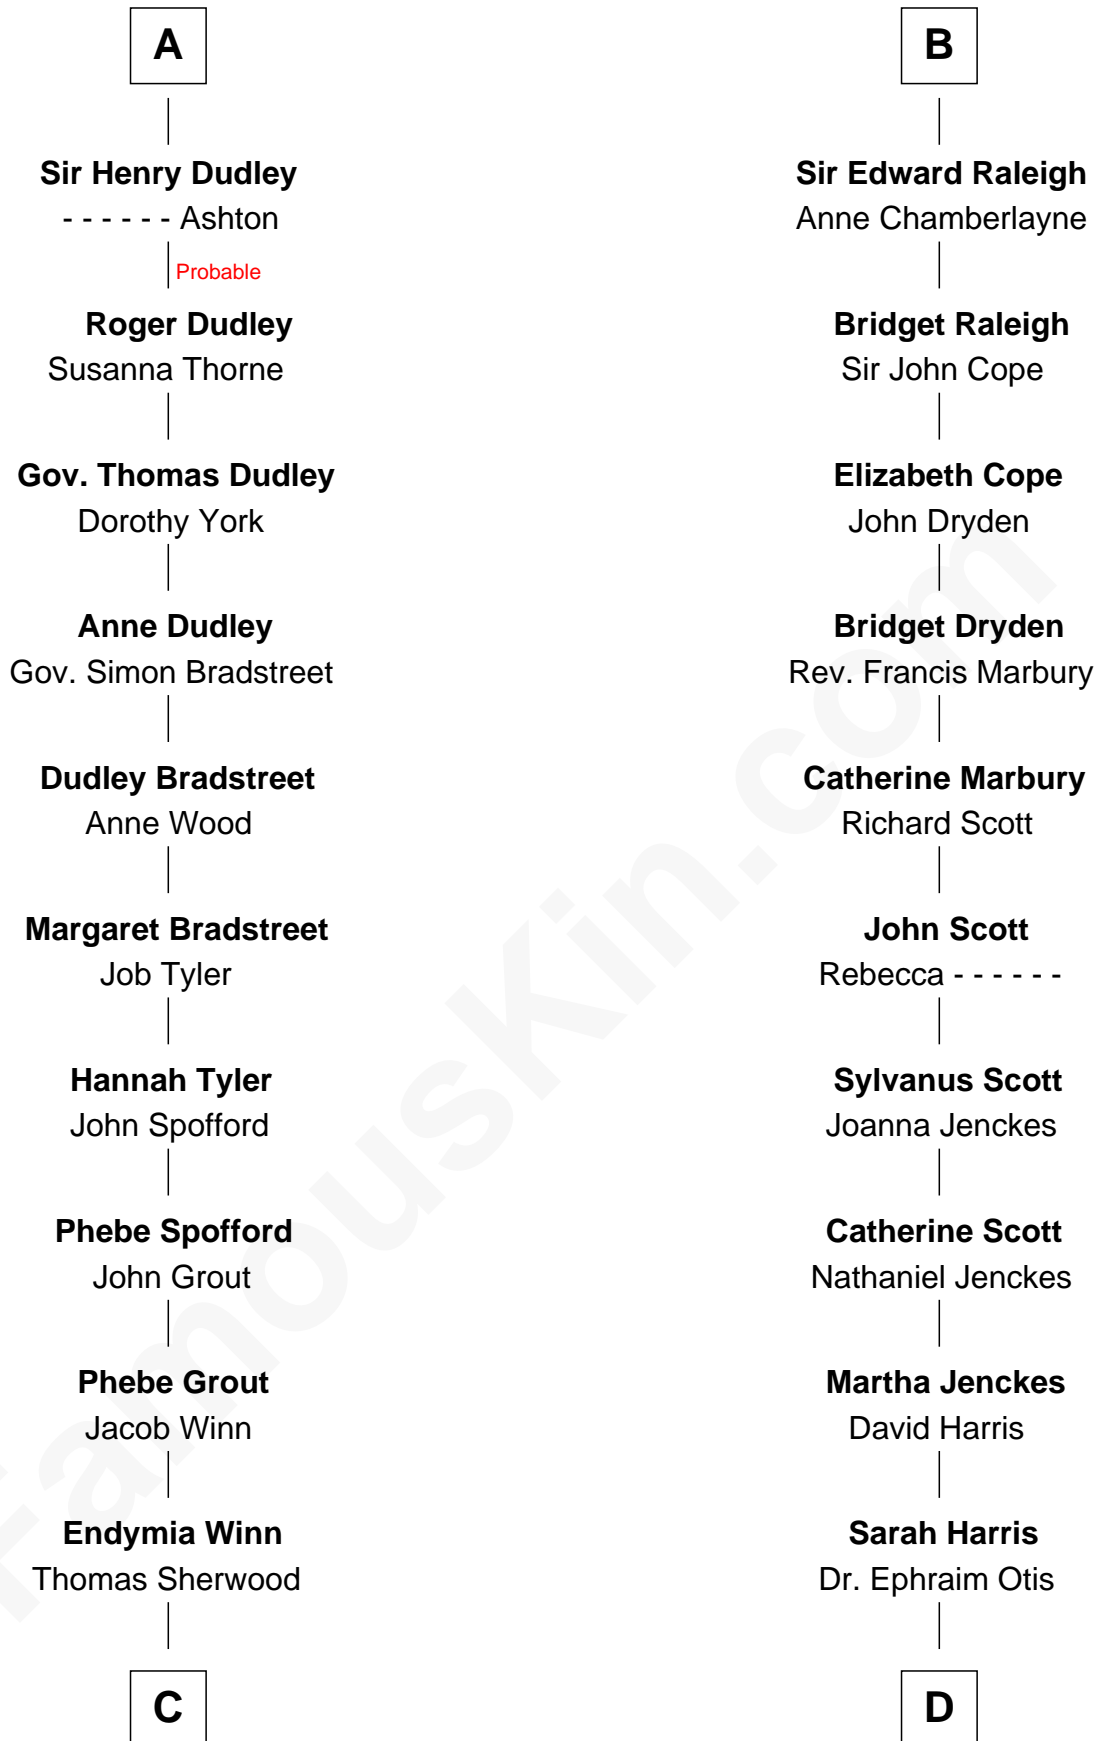 A
Sir Henry Dudley
- - - - - - Ashton
Probable
Roger Dudley
Susanna Thorne
Gov. Thomas Dudley
Dorothy York
Anne Dudley
Gov. Simon Bradstreet
Dudley Bradstreet
Anne Wood
Margaret Bradstreet
Job Tyler
Hannah Tyler
John Spofford
Phebe Spofford
John Grout
Phebe Grout
Jacob Winn
Endymia Winn
Thomas Sherwood
C
B
Sir Edward Raleigh
Anne Chamberlayne
Bridget Raleigh
Sir John Cope
Elizabeth Cope
John Dryden
Bridget Dryden
Rev. Francis Marbury
Catherine Marbury
Richard Scott
John Scott
Rebecca - - - - - -
Sylvanus Scott
Joanna Jenckes
Catherine Scott
Nathaniel Jenckes
Martha Jenckes
David Harris
Sarah Harris
Dr. Ephraim Otis
D
FamousKin.com